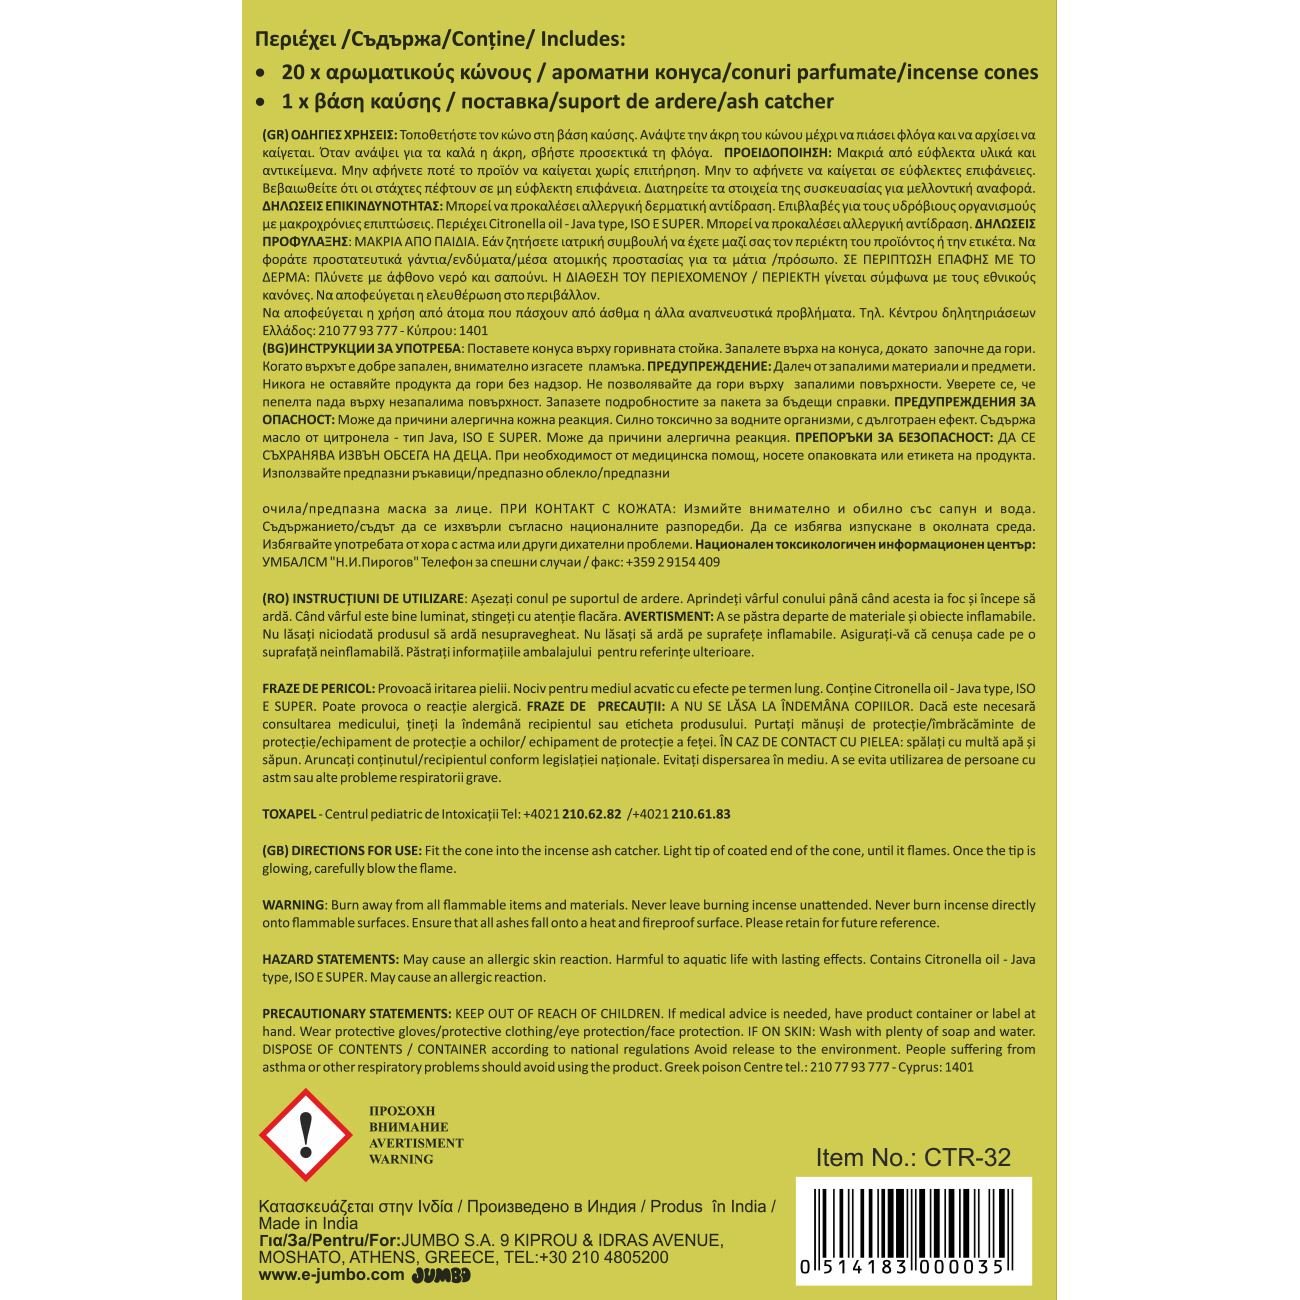 Περιέχει /Съдържа/Conține/ Includes:
• 20 x αρωματικούς κώνους / ароматни конуса/conuri parfumate/incense cones
• 1 x βάση καύσης / поставка/suport de ardere/ash catcher
(GR) ΟΔΗΓΙΕΣ ΧΡΗΣΕΙΣ: Τοποθετήστε τον κώνο στη βάση καύσης. Ανάψτε την άκρη του κώνου μέχρι να πιάσει φλόγα και να αρχίσει να
καίγεται. Όταν ανάψει για τα καλά η άκρη, σβήστε προσεκτικά τη φλόγα. ΠΡΟΕΙΔΟΠΟΙΗΣΗ: Μακριά από εύφλεκτα υλικά και
αντικείμενα. Μην αφήνετε ποτέ το προϊόν να καίγεται χωρίς επιτήρηση. Μην το αφήνετε να καίγεται σε εύφλεκτες επιφάνειες.
Βεβαιωθείτε ότι οι στάχτες πέφτουν σε μη εύφλεκτη επιφάνεια. Διατηρείτε τα στοιχεία της συσκευασίας για μελλοντική αναφορά.
ΔΗΛΩΣΕΙΣ ΕΠΙΚΙΝΔΥΝΟΤΗΤΑΣ: Μπορεί να προκαλέσει αλλεργική δερματική αντίδραση. Επιβλαβές για τους υδρόβιους οργανισμούς
με μακροχρόνιες επιπτώσεις. Περιέχει Citronella oil - Java type, ISO E SUPER. Μπορεί να προκαλέσει αλλεργική αντίδραση. ΔΗΛΩΣΕΙΣ
ΠΡΟΦΥΛΑΞΗΣ: ΜΑΚΡΙΑ ΑΠΟ ΠΑΙΔΙΑ. Εάν ζητήσετε ιατρική συμβουλή να έχετε μαζί σας τον περιέκτη του προϊόντος ή την ετικέτα. Να
φοράτε προστατευτικά γάντια/ενδύματα/μέσα ατομικής προστασίας για τα μάτια /πρόσωπο. ΣΕ ΠΕΡΙΠΤΩΣΗ ΕΠΑΦΗΣ ΜΕ ΤΟ
ΔΕΡΜΑ: Πλύνετε με άφθονο νερό και σαπούνι. Η ΔΙΑΘΕΣΗ ΤΟΥ ΠΕΡΙΕΧΟΜΕΝΟΥ / ΠΕΡΙΕΚΤΗ γίνεται σύμφωνα με τους εθνικούς
κανόνες. Να αποφεύγεται η ελευθέρωση στο περιβάλλον.
Να αποφεύγεται η χρήση από άτομα που πάσχουν από άσθμα η άλλα αναπνευστικά προβλήματα. Τηλ. Κέντρου δηλητηριάσεων
Ελλάδος: 210 77 93 777 - Κύπρου: 1401
(BG)ИНСТРУКЦИИ ЗА УПОТРЕБА: Поставете конуса върху горивната стойка. Запалете върха на конуса, докато започне да гори.
Когато върхът е добре запален, внимателно изгасете пламъка. ПРЕДУПРЕЖДЕНИЕ: Далеч от запалими материали и предмети.
Никога не оставяйте продукта да гори без надзор. Не позволявайте да гори върху запалими повърхности. Уверете се, че
пепелта пада върху незапалима повърхност. Запазете подробностите за пакета за бъдещи справки. ПРЕДУПРЕЖДЕНИЯ ЗА
ОПАСНОСТ: Може да причини алергична кожна реакция. Силно токсично за водните организми, с дълготраен ефект. Съдържа
масло от цитронела - тип Java, ISO E SUPER. Може да причини алергична реакция. ПРЕПОРЪКИ ЗА БЕЗОПАСНОСТ: ДА СЕ
СЪХРАНЯВА ИЗВЪН ОБСЕГА НА ДЕЦА. При необходимост от медицинска помощ, носете опаковката или етикета на продукта.
Използвайте предпазни ръкавици/предпазно облекло/предпазни
очила/предпазна маска за лице. ПРИ КОНТАКТ С КОЖАТА: Измийте внимателно и обилно със сапун и вода.
Съдържанието/съдът да се изхвърли съгласно националните разпоредби. Да се избягва изпускане в околната среда.
Избягвайте употребата от хора с астма или други дихателни проблеми. Национален токсикологичен информационен център:
УМБАЛСМ "Н.И.Пирогов" Телефон за спешни случаи / факс: +359 2 9154 409
(RO) INSTRUCȚIUNI DE UTILIZARE: Așezați conul pe suportul de ardere. Aprindeți vârful conului până când acesta ia foc și începe să
ardă. Când vârful este bine luminat, stingeți cu atenție flacăra. AVERTISMENT: A se păstra departe de materiale și obiecte inflamabile.
Nu lăsați niciodată produsul să ardă nesupravegheat. Nu lăsați să ardă pe suprafețe inflamabile. Asigurați-vă că cenușa cade pe o
suprafață neinflamabilă. Păstrați informațiile ambalajului pentru referințe ulterioare.
FRAZE DE PERICOL: Provoacă iritarea pielii. Nociv pentru mediul acvatic cu efecte pe termen lung. Conține Citronella oil - Java type, ISO
E SUPER. Poate provoca o reacție alergică. FRAZE DE PRECAUȚII: A NU SE LĂSA LA ÎNDEMÂNA COPIILOR. Dacă este necesară
consultarea medicului, țineți la îndemână recipientul sau eticheta produsului. Purtați mănuși de protecție/îmbrăcăminte de
protecție/echipament de protecție a ochilor/ echipament de protecție a feței. ÎN CAZ DE CONTACT CU PIELEA: spălați cu multă apă și
săpun. Aruncați conținutul/recipientul conform legislației naționale. Evitați dispersarea în mediu. A se evita utilizarea de persoane cu
astm sau alte probleme respiratorii grave.
TOXAPEL - Centrul pediatric de Intoxicații Tel: +4021 210.62.82 /+4021 210.61.83
(GB) DIRECTIONS FOR USE: Fit the cone into the incense ash catcher. Light tip of coated end of the cone, until it flames. Once the tip is
glowing, carefully blow the flame.
WARNING: Burn away from all flammable items and materials. Never leave burning incense unattended. Never burn incense directly
onto flammable surfaces. Ensure that all ashes fall onto a heat and fireproof surface. Please retain for future reference.
HAZARD STATEMENTS: May cause an allergic skin reaction. Harmful to aquatic life with lasting effects. Contains Citronella oil - Java
type, ISO E SUPER. May cause an allergic reaction.
PRECAUTIONARY STATEMENTS: KEEP OUT OF REACH OF CHILDREN. If medical advice is needed, have product container or label at
hand. Wear protective gloves/protective clothing/eye protection/face protection. IF ON SKIN: Wash with plenty of soap and water.
DISPOSE OF CONTENTS / CONTAINER according to national regulations Avoid release to the environment. People suffering from
asthma or other respiratory problems should avoid using the product. Greek poison Centre tel.: 210 77 93 777 - Cyprus: 1401
ΠΡΟΣΟΧΗ
ВНИМАНИЕ
AVERTISMENT
WARNING
Item No.: CTR-32
Κατασκευάζεται στην Ινδία / Произведено в Индия / Produs în India /
Made in India
Για/За/Pentru/For:JUMBO S.A. 9 KIPROU & IDRAS AVENUE,
MOSHATO, ATHENS, GREECE, TEL:+30 210 4805200
www.e-jumbo.com JUMBO
0 514183 000035